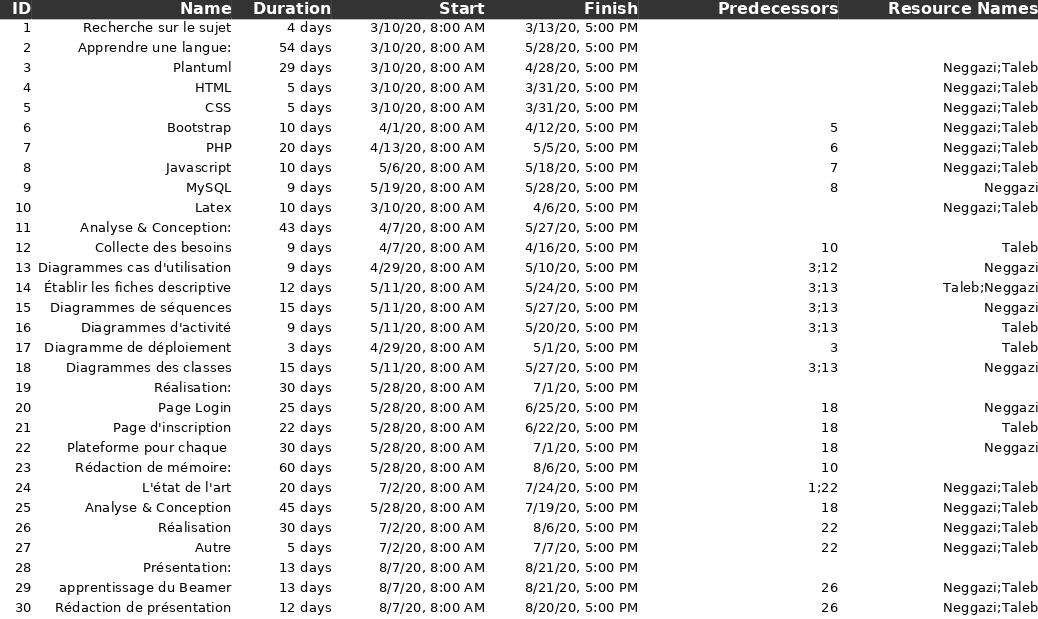 ID Name Duration Start Finish Predecessors Resource Names
1 Recherche sur le sujet 4 days 3/10/20, 8:00 AM 3/13/20, 5:00 PM
2 Apprendre une langue: 54 days 3/10/20, 8:00 AM 5/28/20, 5:00 PM
3 Plantuml 29 days 3/10/20, 8:00 AM 4/28/20, 5:00 PM Neggazi;Taleb
4 HTML 5 days 3/10/20, 8:00 AM 3/31/20, 5:00 PM Neggazi;Taleb
5 CSS 5 days 3/10/20, 8:00 AM 3/31/20, 5:00 PM Neggazi;Taleb
6 Bootstrap 10 days 4/1/20, 8:00 AM 4/12/20, 5:00 PM 5 Neggazi;Taleb
7 PHP 20 days 4/13/20, 8:00 AM 5/5/20, 5:00 PM 6 Neggazi;Taleb
8 Javascript 10 days 5/6/20, 8:00 AM 5/18/20, 5:00 PM 7 Neggazi;Taleb
9 MySQL 9 days 5/19/20, 8:00 AM 5/28/20, 5:00 PM 8 Neggazi
10 Latex 10 days 3/10/20, 8:00 AM 4/6/20, 5:00 PM Neggazi;Taleb
11 Analyse & Conception: 43 days 4/7/20, 8:00 AM 5/27/20, 5:00 PM
12 Collecte des besoins 9 days 4/7/20, 8:00 AM 4/16/20, 5:00 PM 10 Taleb
13 Diagrammes cas d'utilisation 9 days 4/29/20, 8:00 AM 5/10/20, 5:00 PM 3;12 Neggazi
14 Établir les fiches descriptive 12 days 5/11/20, 8:00 AM 5/24/20, 5:00 PM 3;13 Taleb;Neggazi
15 Diagrammes de séquences 15 days 5/11/20, 8:00 AM 5/27/20, 5:00 PM 3;13 Neggazi
16 Diagrammes d'activité 9 days 5/11/20, 8:00 AM 5/20/20, 5:00 PM 3;13 Taleb
17 Diagramme de déploiement 3 days 4/29/20, 8:00 AM 5/1/20, 5:00 PM 3 Taleb
18 Diagrammes des classes 15 days 5/11/20, 8:00 AM 5/27/20, 5:00 PM 3;13 Neggazi
19 Réalisation: 30 days 5/28/20, 8:00 AM 7/1/20, 5:00 PM
20 Page Login 25 days 5/28/20, 8:00 AM 6/25/20, 5:00 PM 18 Neggazi
21 Page d'inscription 22 days 5/28/20, 8:00 AM 6/22/20, 5:00 PM 18 Taleb
22 Plateforme pour chaque 30 days 5/28/20, 8:00 AM 7/1/20, 5:00 PM 18 Neggazi
23 Rédaction de mémoire: 60 days 5/28/20, 8:00 AM 8/6/20, 5:00 PM 10
24 L'état de l'art 20 days 7/2/20, 8:00 AM 7/24/20, 5:00 PM 1;22 Neggazi;Taleb
25 Analyse & Conception 45 days 5/28/20, 8:00 AM 7/19/20, 5:00 PM 18 Neggazi;Taleb
26 Réalisation 30 days 7/2/20, 8:00 AM 8/6/20, 5:00 PM 22 Neggazi;Taleb
27 Autre 5 days 7/2/20, 8:00 AM 7/7/20, 5:00 PM 22 Neggazi;Taleb
28 Présentation: 13 days 8/7/20, 8:00 AM 8/21/20, 5:00 PM
29 apprentissage du Beamer 13 days 8/7/20, 8:00 AM 8/21/20, 5:00 PM 26 Neggazi;Taleb
30 Rédaction de présentation 12 days 8/7/20, 8:00 AM 8/20/20, 5:00 PM 26 Neggazi;Taleb